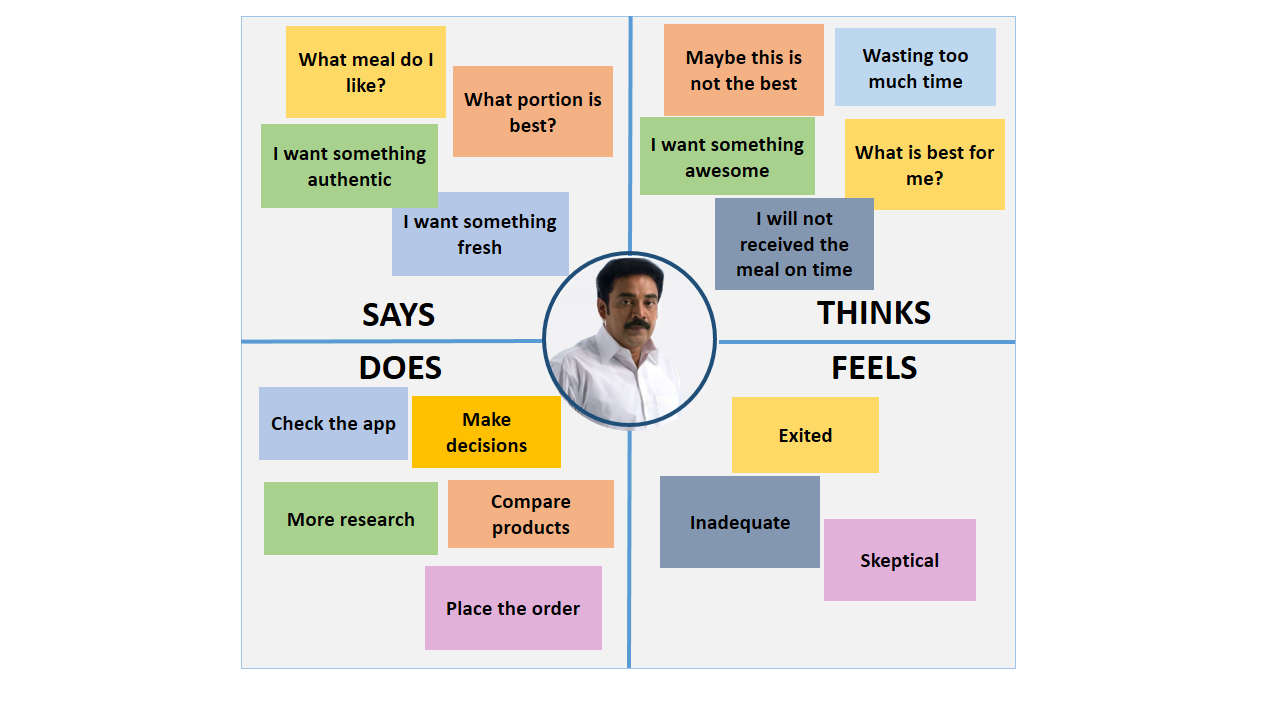 What meal do I
like?
What portion is
best?
I want something
authentic
I want something
fresh
SAYS
Maybe this is
not the best
Wasting too
much time
I want something
awesome
What is best for
me?
I will not
received the
meal on time
THINKS
DOES
Check the app
Make
decisions
More research
Compare
products
Place the order
FEELS
Exited
Inadequate
Skeptical